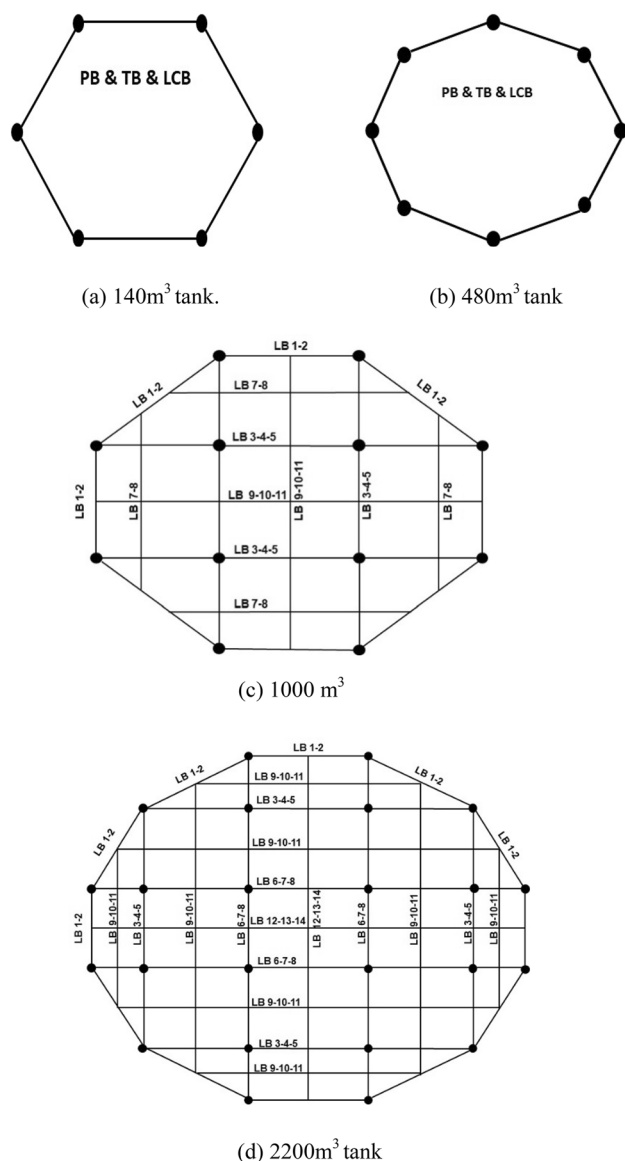 PB & TB & LCB
PB & TB & LCB
(a) 140m³ tank.
(b) 480m³ tank
LB 1-2
LB 1-2
LB 1-2
LB 7-8
LB 3-4-5
LB 1-2
LB 7-8
LB 9-10-11
LB 9-10-11
LB 3-4-5
LB 7-8
LB 3-4-5
LB 7-8
(c) 1000 m³
LB 1-2
LB 1-2
LB 1-2
LB 9-10-11
LB 3-4-5
LB 1-2
LB 1-2
LB 9-10-11
LB 6-7-8
LB 1-2
LB 9-10-11
LB 3-4-5
LB 9-10-11
LB 6-7-8
LB 12-13-14
LB 12-13-14
LB 6-7-8
LB 9-10-11
LB 3-4-5
LB 9-10-11
LB 6-7-8
LB 9-10-11
LB 3-4-5
LB 9-10-11
(d) 2200m³ tank